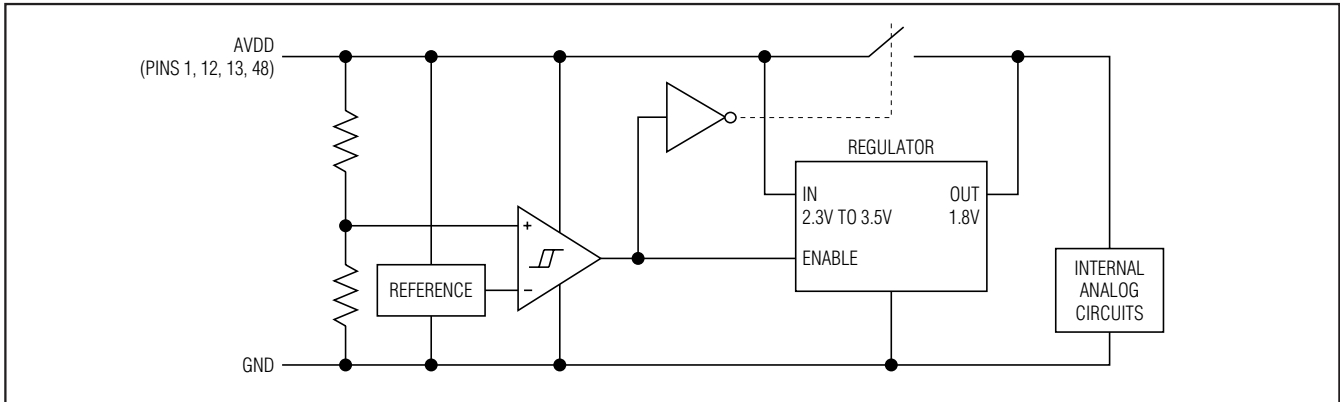 AVDD
(PINS 1, 12, 13, 48)
REGULATOR
IN
OUT
2.3V TO 3.5V
1.8V
+
ENABLE
REFERENCE
−
INTERNAL
ANALOG
CIRCUITS
GND